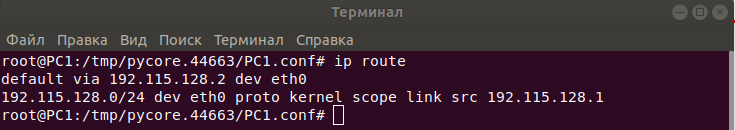 Терминал
Файл Правка Вид Поиск Терминал Справка
root@PC1:/tmp/pycore.44663/PC1.conf# ip route
default via 192.115.128.2 dev eth0
192.115.128.0/24 dev eth0 proto kernel scope link src 192.115.128.1
root@PC1:/tmp/pycore.44663/PC1.conf#